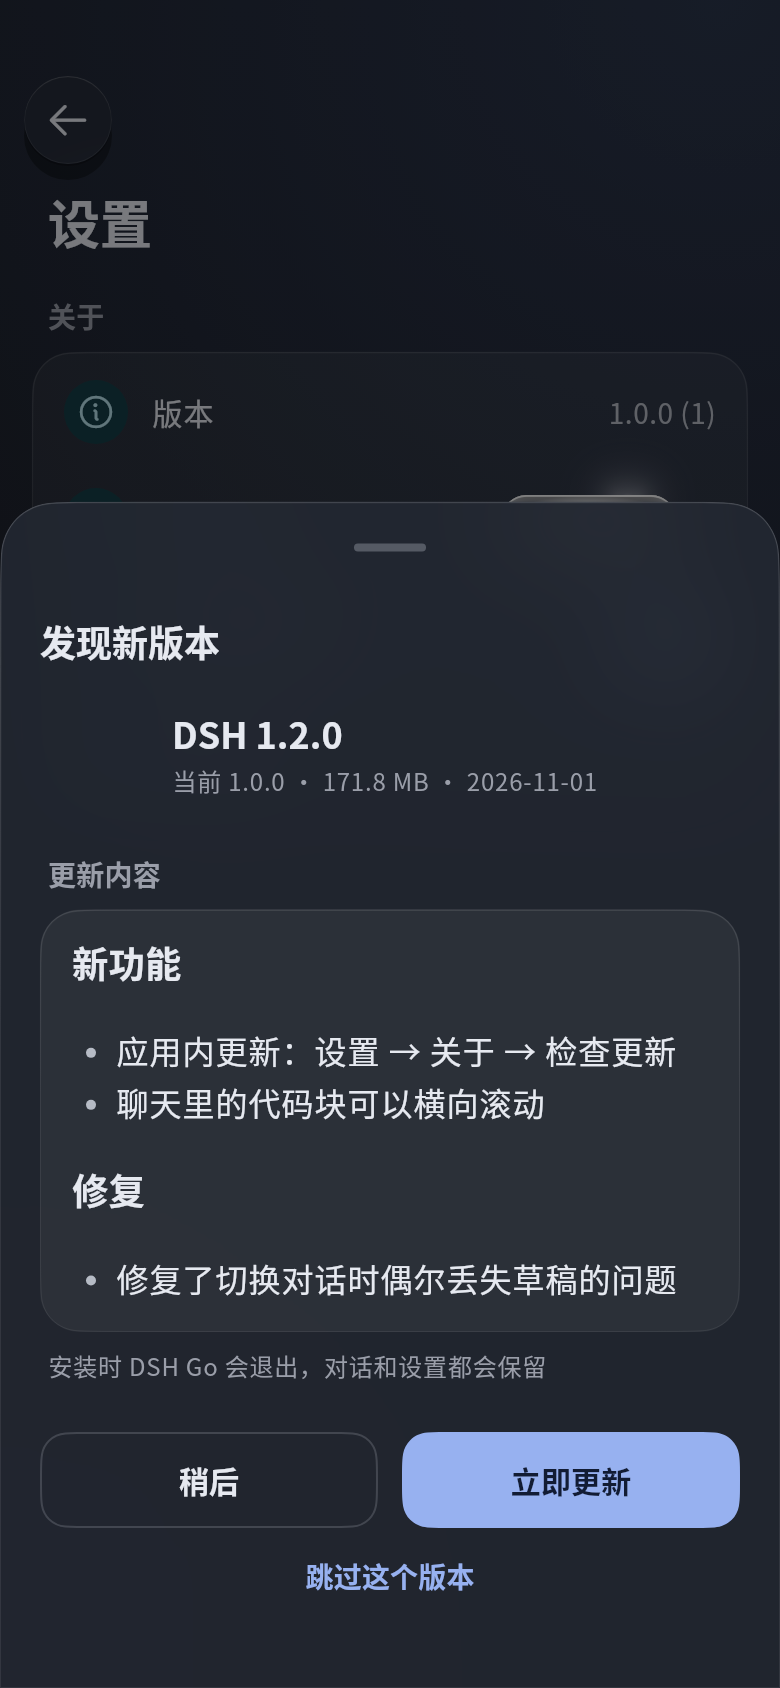 设置
关于
版本 1.0.0 (1)
发现新版本
DSH 1.2.0
当前 1.0.0 · 171.8 MB · 2026-11-01
更新内容
新功能
• 应用内更新：设置 → 关于 → 检查更新
• 聊天里的代码块可以横向滚动
修复
• 修复了切换对话时偶尔丢失草稿的问题
安装时 DSH Go 会退出，对话和设置都会保留
稍后 立即更新
跳过这个版本